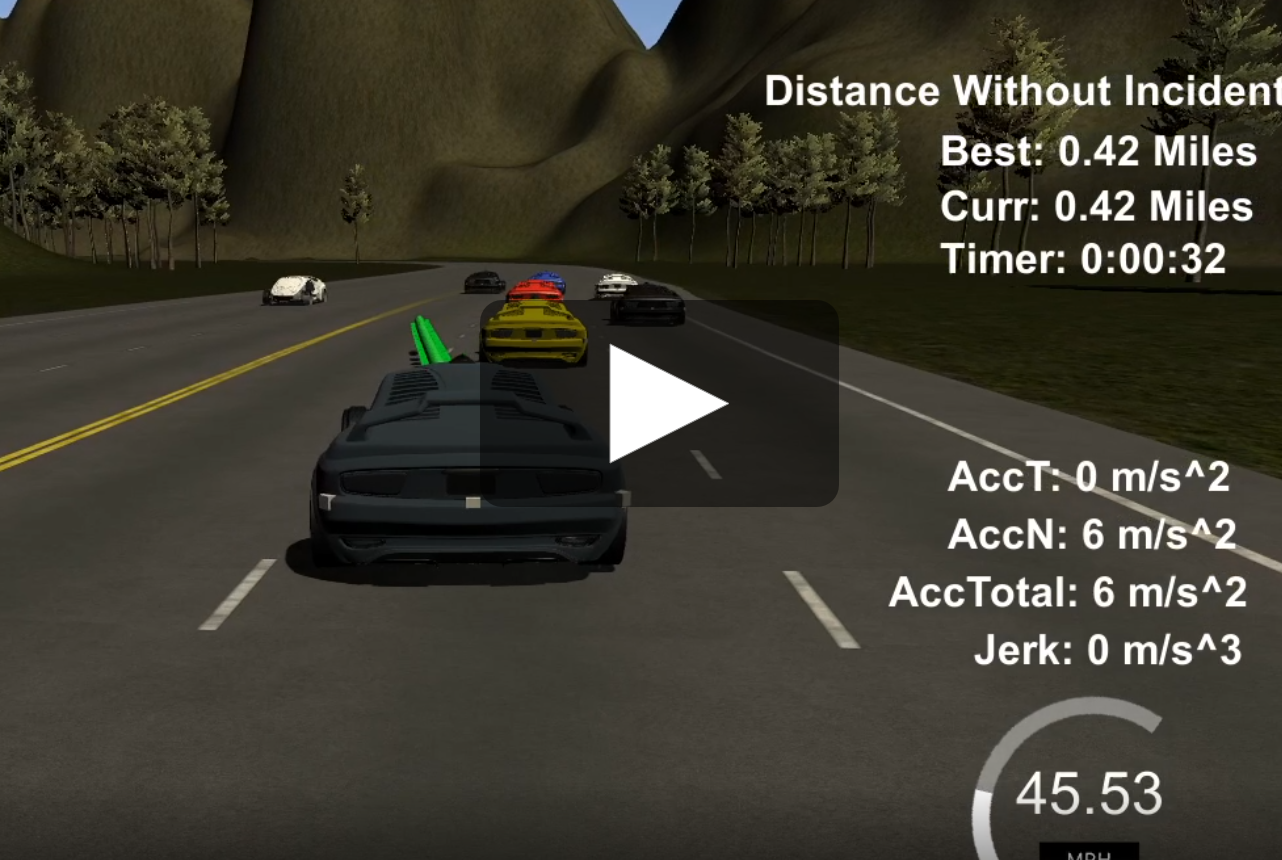 Distance Without Incident
Best: 0.42 Miles
Curr: 0.42 Miles
Timer: 0:00:32
AccT: 0 m/s^2
AccN: 6 m/s^2
AccTotal: 6 m/s^2
Jerk: 0 m/s^3
45.53
MPH